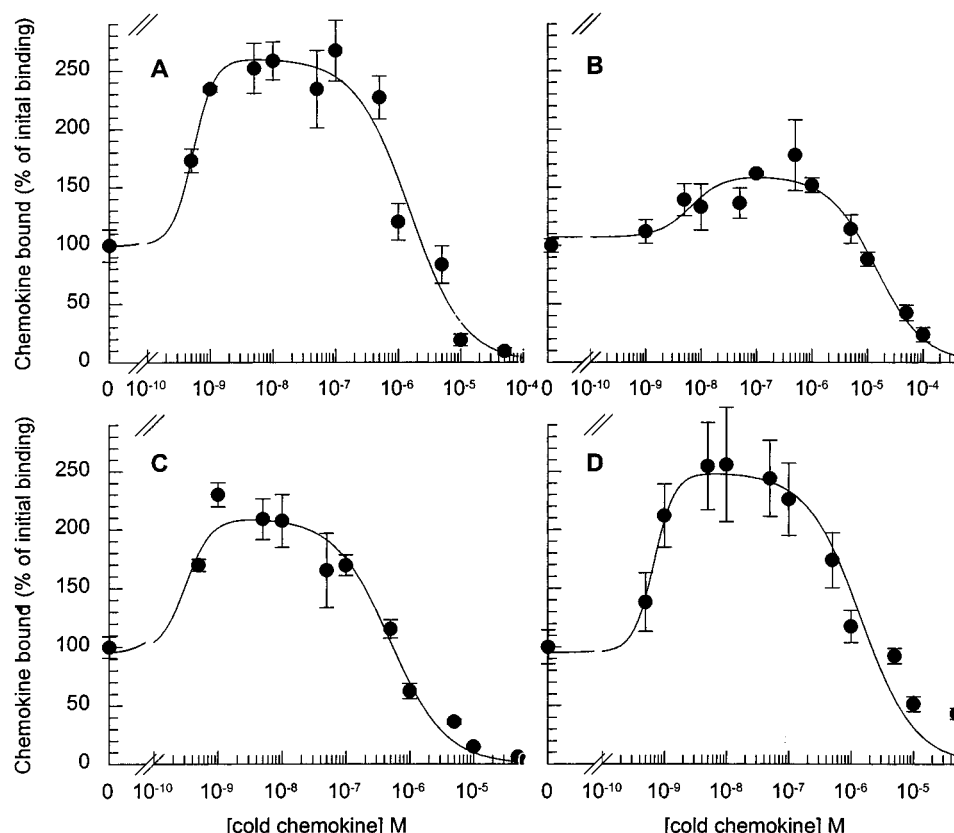 A
B
Chemokine bound (% of inital binding)
250
200
150
100
50
0
0 10⁻¹⁰ 10⁻⁹ 10⁻⁸ 10⁻⁷ 10⁻⁶ 10⁻⁵ 10⁻⁴
0 10⁻¹⁰ 10⁻⁹ 10⁻⁸ 10⁻⁷ 10⁻⁶ 10⁻⁵ 10⁻⁴
C
D
Chemokine bound (% of initial binding)
250
200
150
100
50
0
0 10⁻¹⁰ 10⁻⁹ 10⁻⁸ 10⁻⁷ 10⁻⁶ 10⁻⁵
0 10⁻¹⁰ 10⁻⁹ 10⁻⁸ 10⁻⁷ 10⁻⁶ 10⁻⁵
[cold chemokine] M
[cold chemokine] M